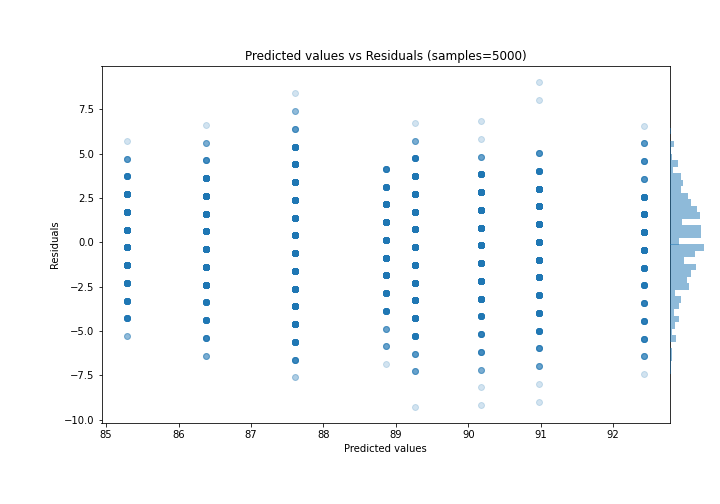 Predicted values vs Residuals (samples=5000)
7.5
5.0
2.5
0.0
−2.5
−5.0
−7.5
−10.0
Residuals
85 86 87 88 89 90 91 92
Predicted values